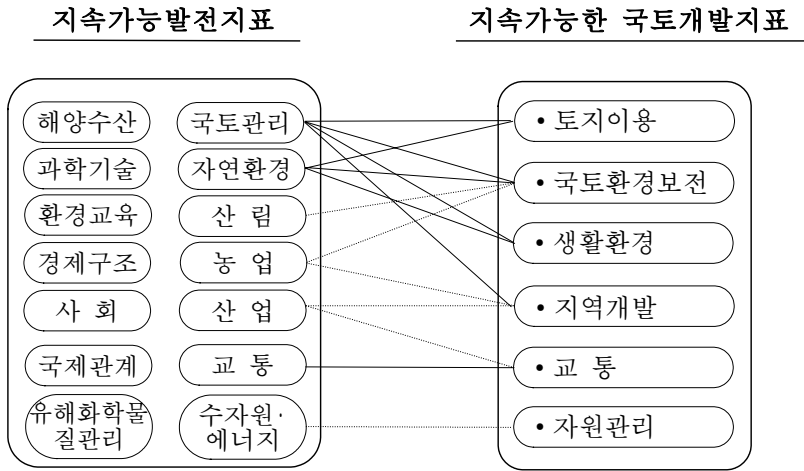 지속가능발전지표
지속가능한 국토개발지표
해양수산
국토관리
과학기술
자연환경
환경교육
산 림
경제구조
농 업
사 회
산 업
국제관계
교 통
유해화학물
질관리
수자원·
에너지
• 토지이용
• 국토환경보전
• 생활환경
• 지역개발
• 교 통
• 자원관리